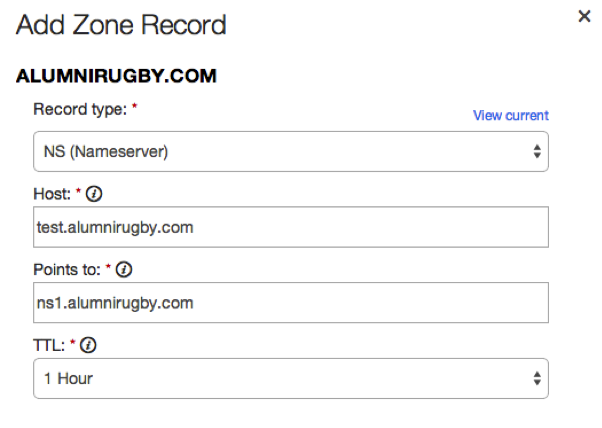 Add Zone Record
×
ALUMNIRUGBY.COM
Record type: *
View current
NS (Nameserver)
Host: * i
test.alumnirugby.com
Points to: * i
ns1.alumnirugby.com
TTL: * i
1 Hour